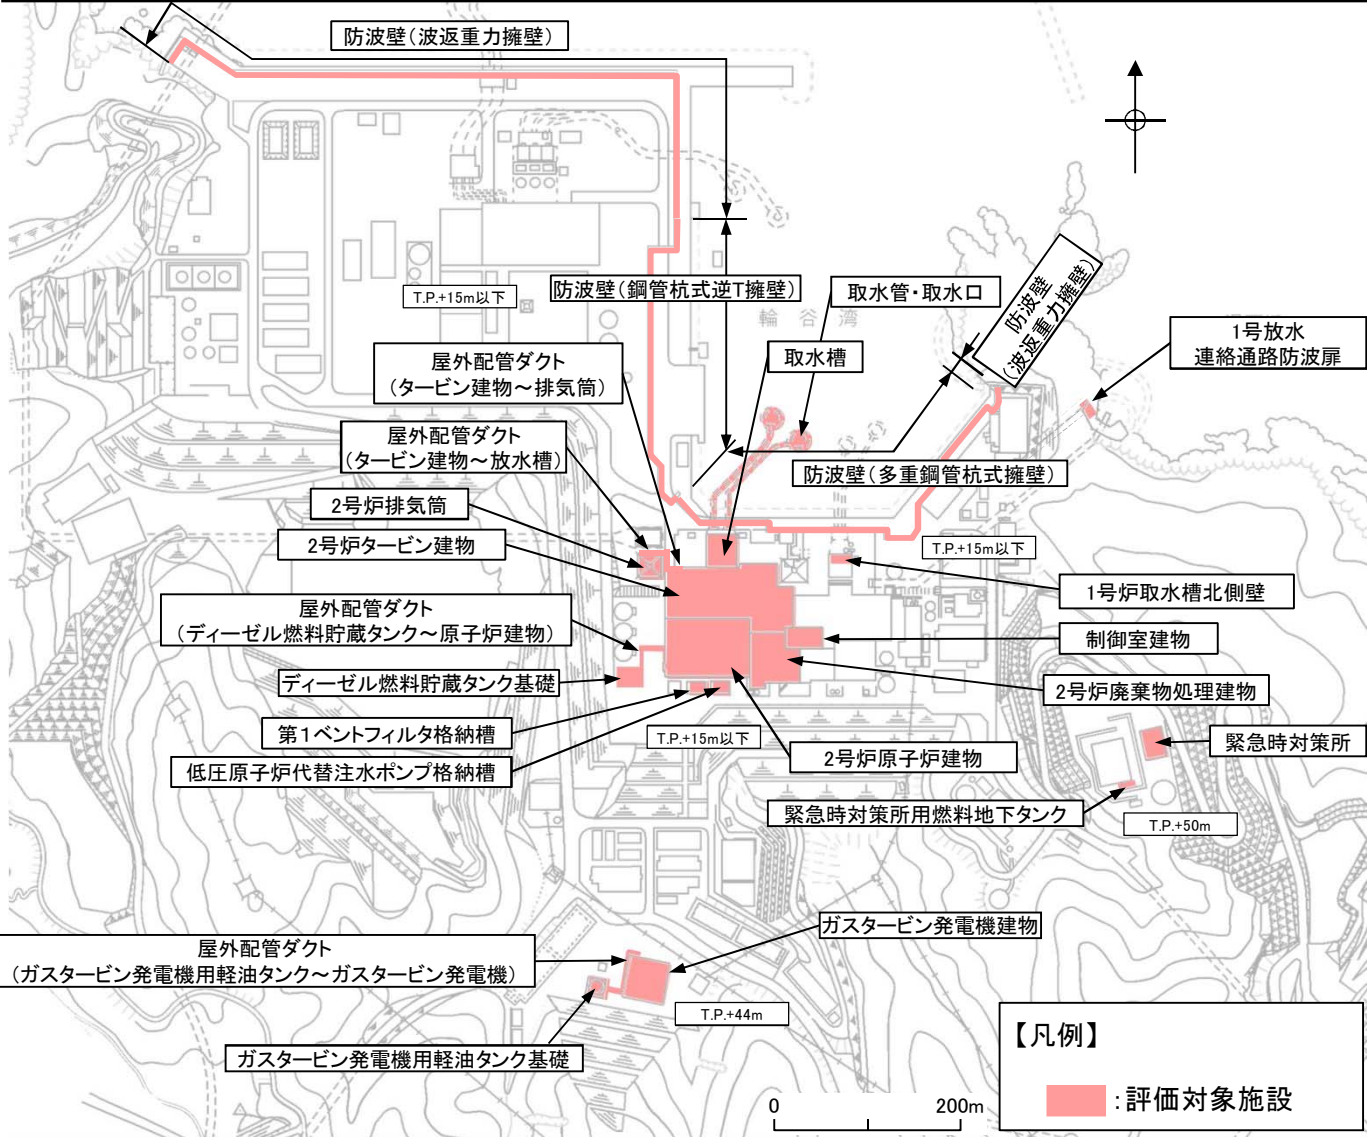 防波壁(波返重力擁壁)
防波壁(鋼管杭式逆T擁壁)
T.P.+15m以下
取水管・取水口
輪谷湾
防波壁
(波返重力擁壁)
1号放水
連絡通路防波扉
取水槽
屋外配管ダクト
(タービン建物～排気筒)
屋外配管ダクト
(タービン建物～放水槽)
防波壁(多重鋼管杭式擁壁)
2号炉排気筒
2号炉タービン建物
T.P.+15m以下
1号炉取水槽北側壁
屋外配管ダクト
(ディーゼル燃料貯蔵タンク～原子炉建物)
制御室建物
ディーゼル燃料貯蔵タンク基礎
2号炉廃棄物処理建物
第1ベントフィルタ格納槽
T.P.+15m以下
緊急時対策所
低圧原子炉代替注水ポンプ格納槽
2号炉原子炉建物
緊急時対策所用燃料地下タンク
T.P.+50m
ガスタービン発電機建物
屋外配管ダクト
(ガスタービン発電機用軽油タンク～ガスタービン発電機)
T.P.+44m
ガスタービン発電機用軽油タンク基礎
【凡例】
:評価対象施設
0 200m